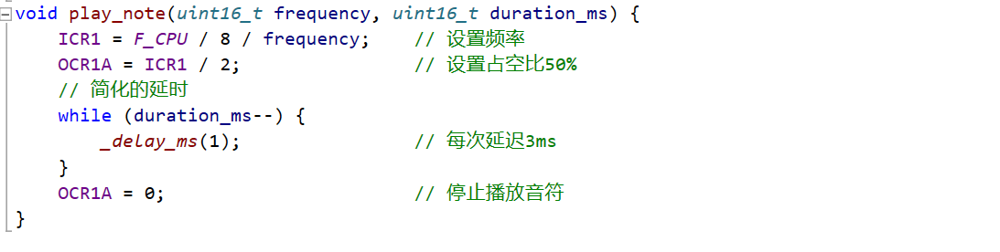 void play_note(uint16_t frequency, uint16_t duration_ms) {
    ICR1 = F_CPU / 8 / frequency;    // 设置频率
    OCR1A = ICR1 / 2;                // 设置占空比50%
    // 简化的延时
    while (duration_ms--) {
        _delay_ms(1);                // 每次延迟3ms
    }
    OCR1A = 0;                       // 停止播放音符
}